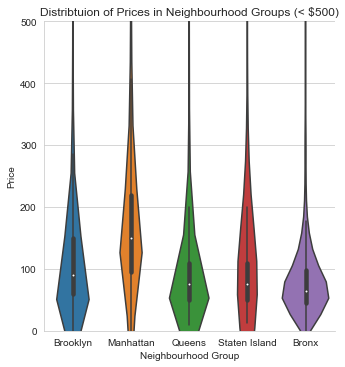 Distribtuion of Prices in Neighbourhood Groups (< $500)
500
400
300
200
100
0
Price
Brooklyn Manhattan Queens Staten Island Bronx
Neighbourhood Group